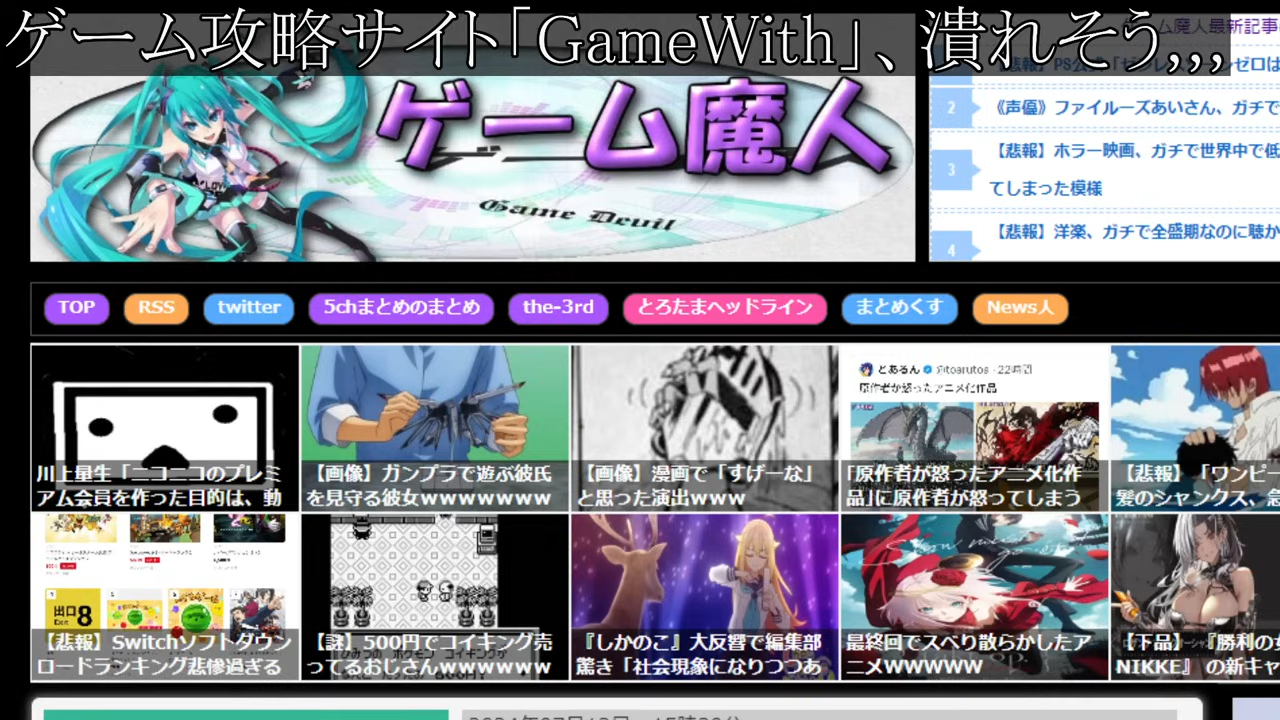 ゲーム攻略サイト「GameWith」、潰れそう,,,
ゲーム魔人
Game Devil
ム魔人最新記事
2 《声優》ファイルーズあいさん、ガチで
3 【悲報】ホラー映画、ガチで世界中で低
てしまった模様
4 【悲報】洋楽、ガチで全盛期なのに聴か
TOP RSS twitter 5chまとめのまとめ the-3rd とろたまヘッドライン まとめくす News人
とあるん @toarutos · 22時間
原作者が怒ったアニメ化作品
川上量生「ニコニコのプレミ
アム会員を作った目的は、動
【画像】ガンプラで遊ぶ彼氏
を見守る彼女wwwwwww
【画像】漫画で「すげーな」
と思った演出www
「原作者が怒ったアニメ化作
品」に原作者が怒ってしまう
【悲報】「ワンピー
髪のシャンクス、急
出口8
【悲報】Switchソフトダウン
ロードランキング悲惨過ぎる
【謎】500円でコイキング売
ってるおじさんwwwwww
『しかのこ』大反響で編集部
驚き「社会現象になりつつあ
最終回でスベり散らかしたア
ニメWWWWW
【下品】『勝利の女
NIKKE』 の新キャ